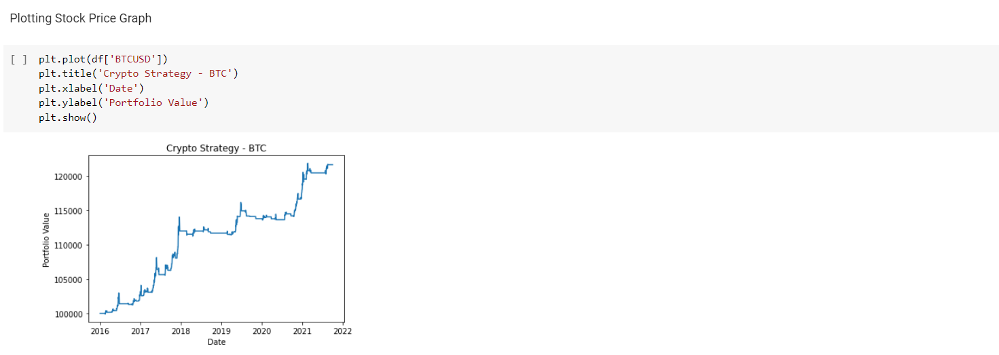 Plotting Stock Price Graph
[ ] plt.plot(df['BTCUSD'])
plt.title('Crypto Strategy - BTC')
plt.xlabel('Date')
plt.ylabel('Portfolio Value')
plt.show()
Crypto Strategy - BTC
Portfolio Value
120000
115000
110000
105000
100000
2016 2017 2018 2019 2020 2021 2022
Date